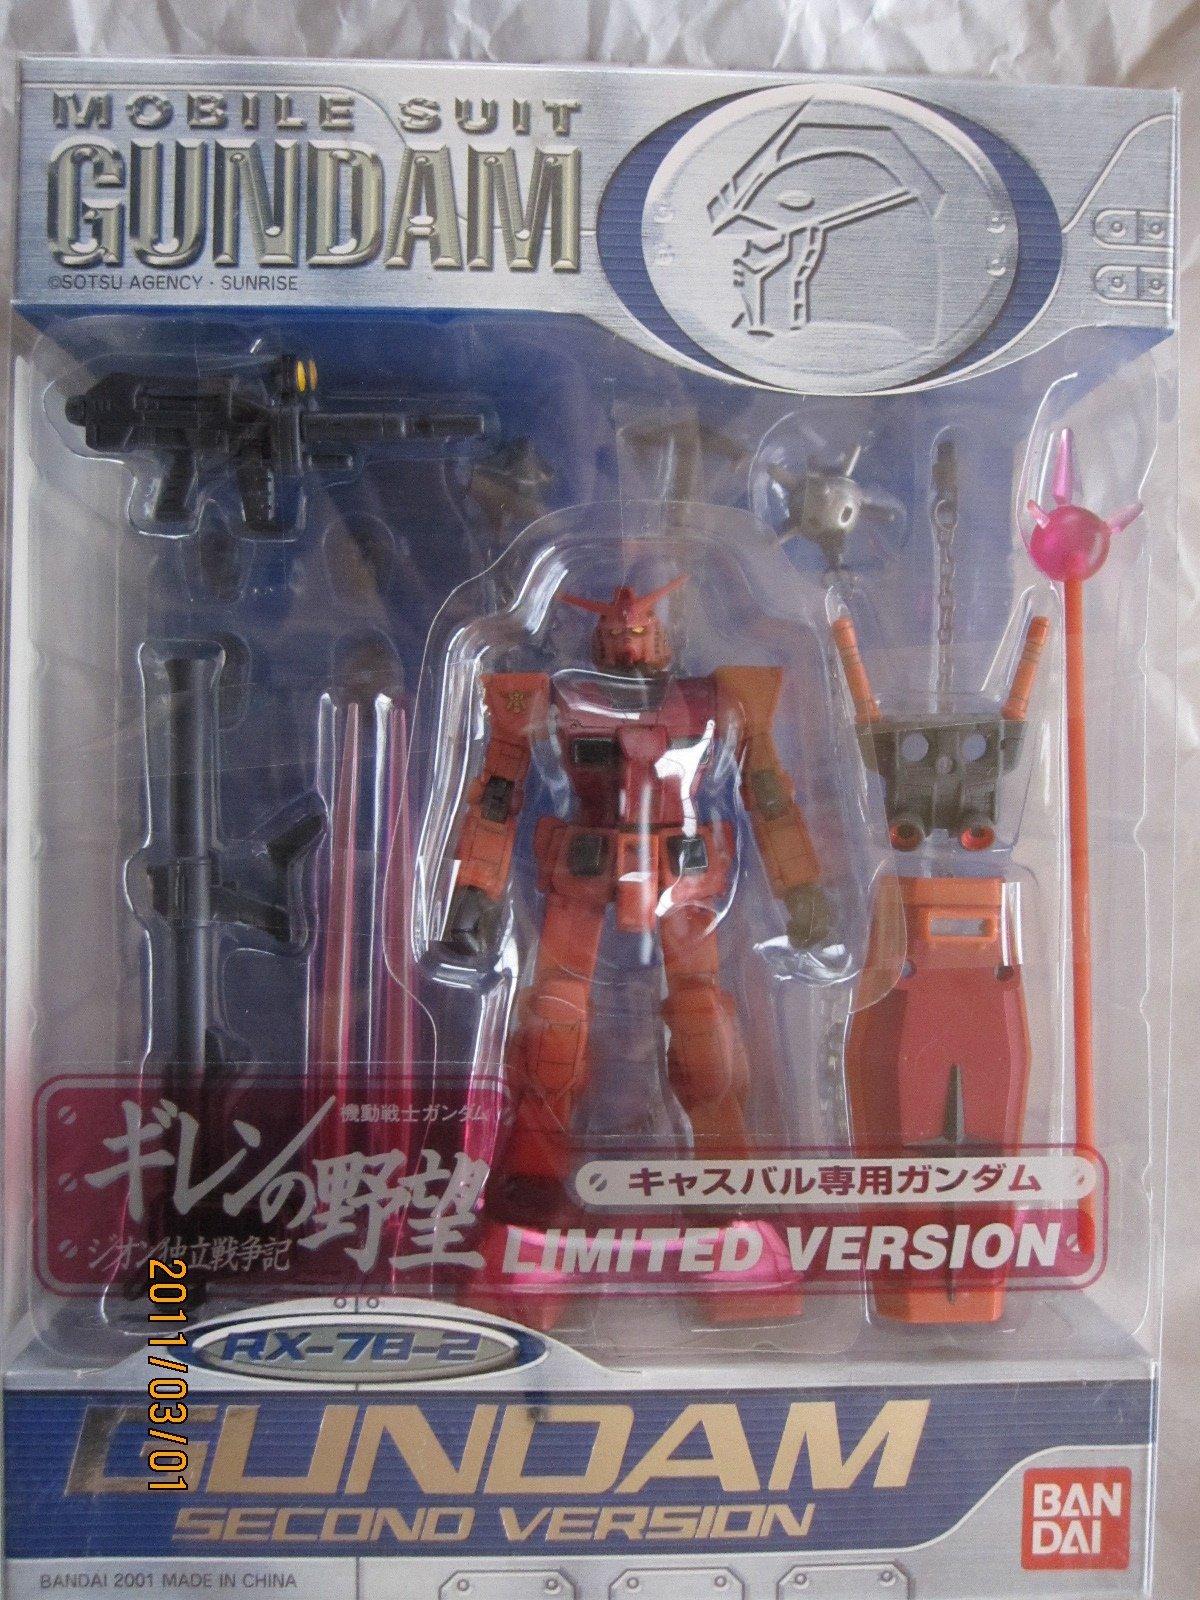 MOBILE SUIT
GUNDAM
©SOTSU AGENCY · SUNRISE
機動戦士ガンダム
ギレンの野望
ジオン独立戦争記
キャスバル専用ガンダム
LIMITED VERSION
RX-78-2
GUNDAM
SECOND VERSION
BAN
DAI
BANDAI 2001 MADE IN CHINA
2011/03/01